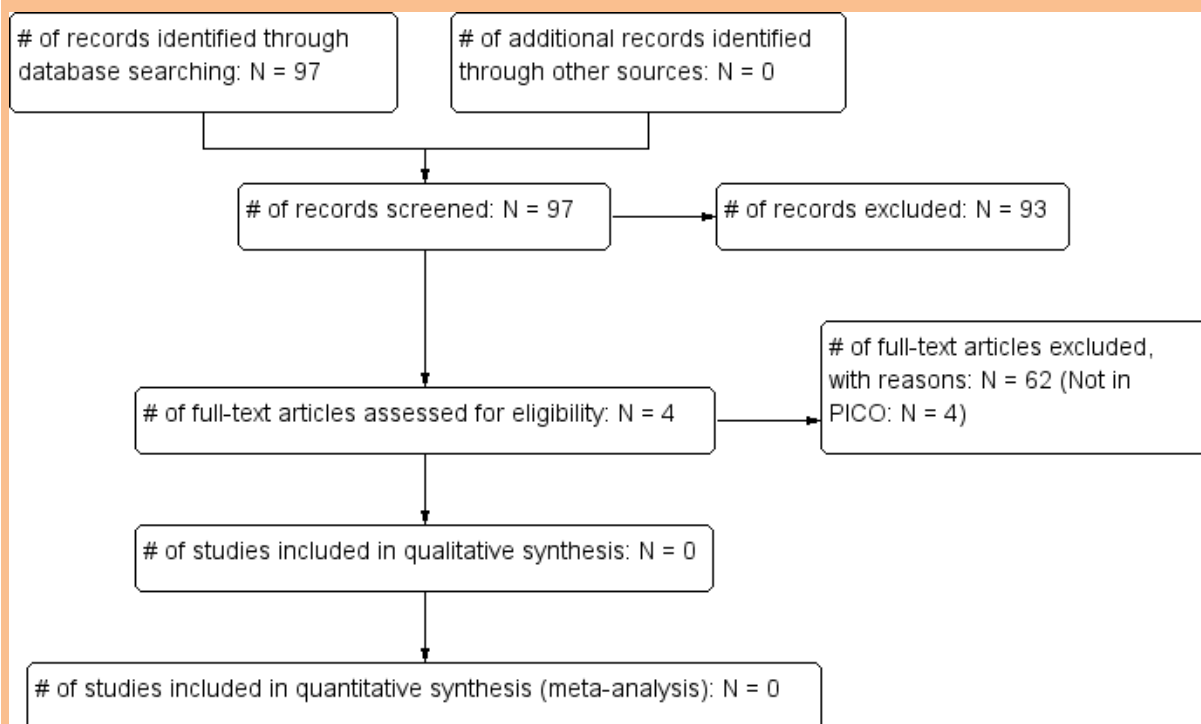 # of records identified through
database searching: N = 97
# of additional records identified
through other sources: N = 0
# of records screened: N = 97
# of records excluded: N = 93
# of full-text articles excluded,
with reasons: N = 62 (Not in
PICO: N = 4)
# of full-text articles assessed for eligibility: N = 4
# of studies included in qualitative synthesis: N = 0
# of studies included in quantitative synthesis (meta-analysis): N = 0